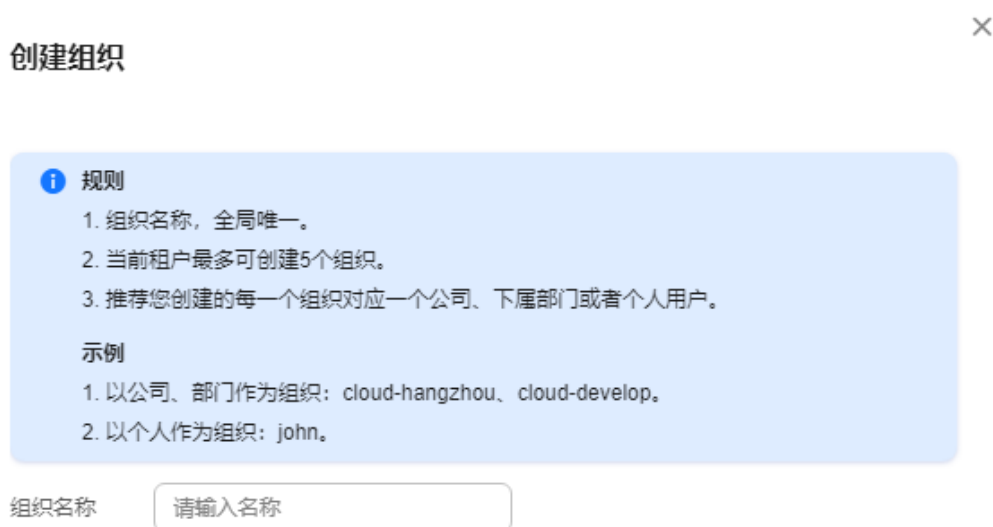 创建组织
规则
1. 组织名称，全局唯一。
2. 当前租户最多可创建5个组织。
3. 推荐您创建的每一个组织对应一个公司、下属部门或者个人用户。
示例
1. 以公司、部门作为组织：cloud-hangzhou、cloud-develop。
2. 以个人作为组织：john。
组织名称 请输入名称